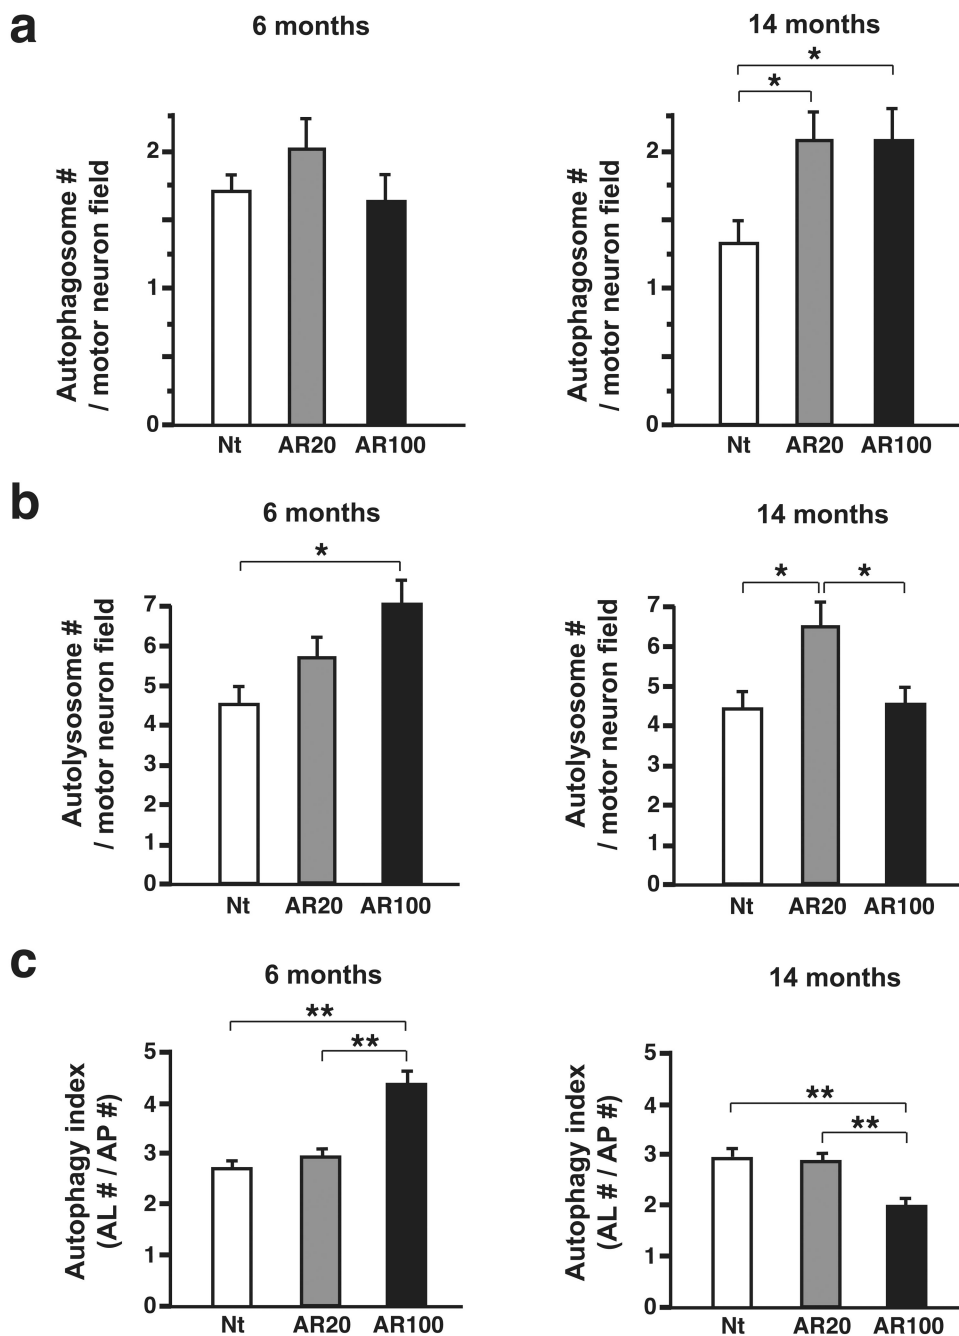 a
6 months
14 months
*
*
2
1
0
Autophagosome #
/ motor neuron field
Nt AR20 AR100
2
1
0
Autophagosome #
/ motor neuron field
Nt AR20 AR100
b
6 months
14 months
*
* *
7
6
5
4
3
2
1
0
Autolysosome #
/ motor neuron field
Nt AR20 AR100
7
6
5
4
3
2
1
0
Autolysosome #
/ motor neuron field
Nt AR20 AR100
c
6 months
14 months
**
**
5
4
3
2
1
0
Autophagy index
(AL # / AP #)
Nt AR20 AR100
**
**
5
4
3
2
1
0
Autophagy index
(AL # / AP #)
Nt AR20 AR100